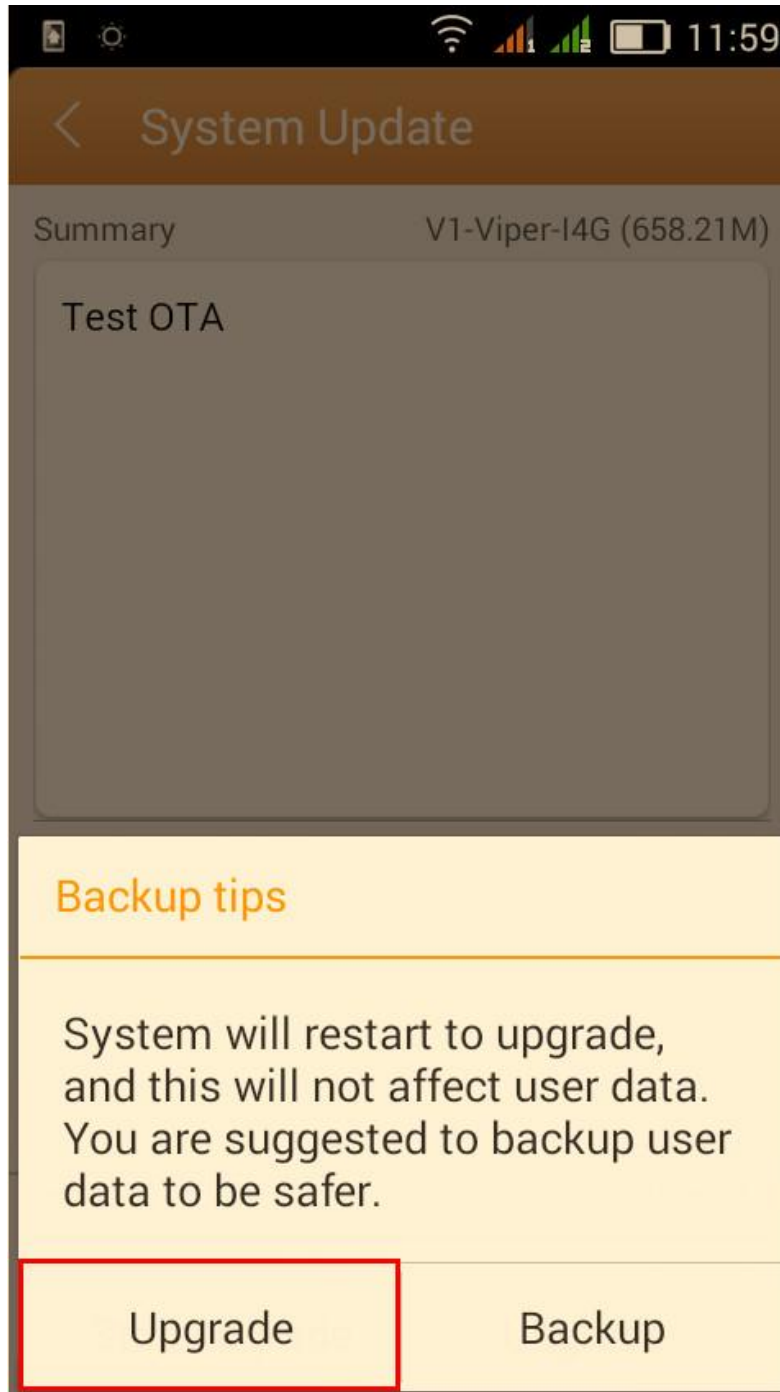 11:59
System Update
Summary V1-Viper-I4G (658.21M)
Test OTA
Backup tips
System will restart to upgrade,
and this will not affect user data.
You are suggested to backup user
data to be safer.
Upgrade Backup